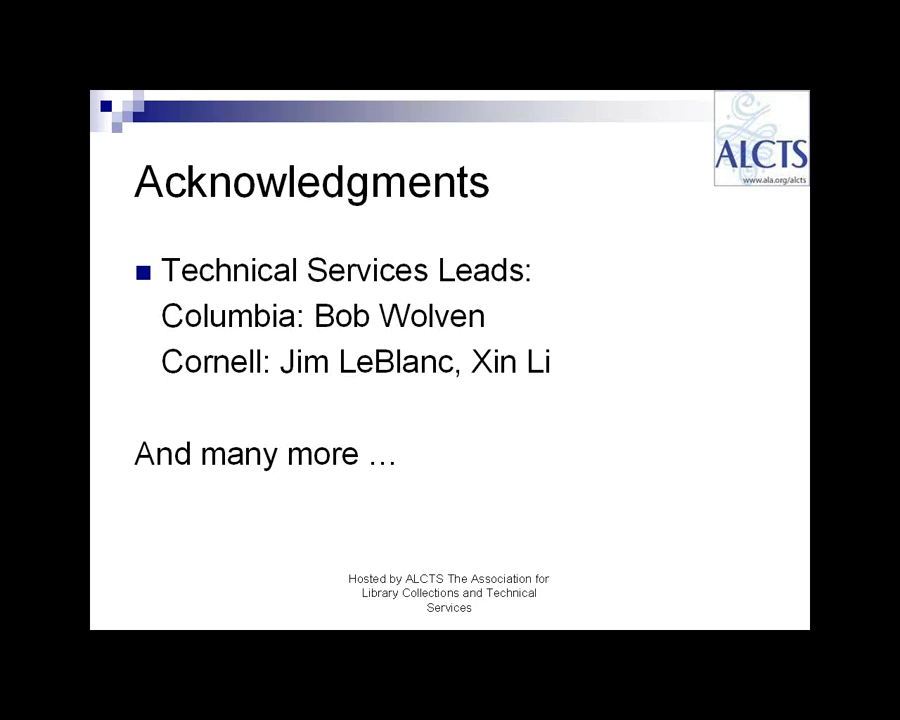 ALCTS
www.ala.org/alcts
Acknowledgments
Technical Services Leads:
Columbia: Bob Wolven
Cornell: Jim LeBlanc, Xin Li
And many more …
Hosted by ALCTS The Association for
Library Collections and Technical
Services